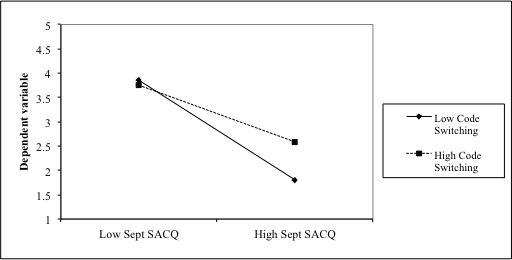 5
4.5
4
3.5
3
2.5
2
1.5
1
Dependent variable
Low Sept SACQ
High Sept SACQ
Low Code
Switching
High Code
Switching